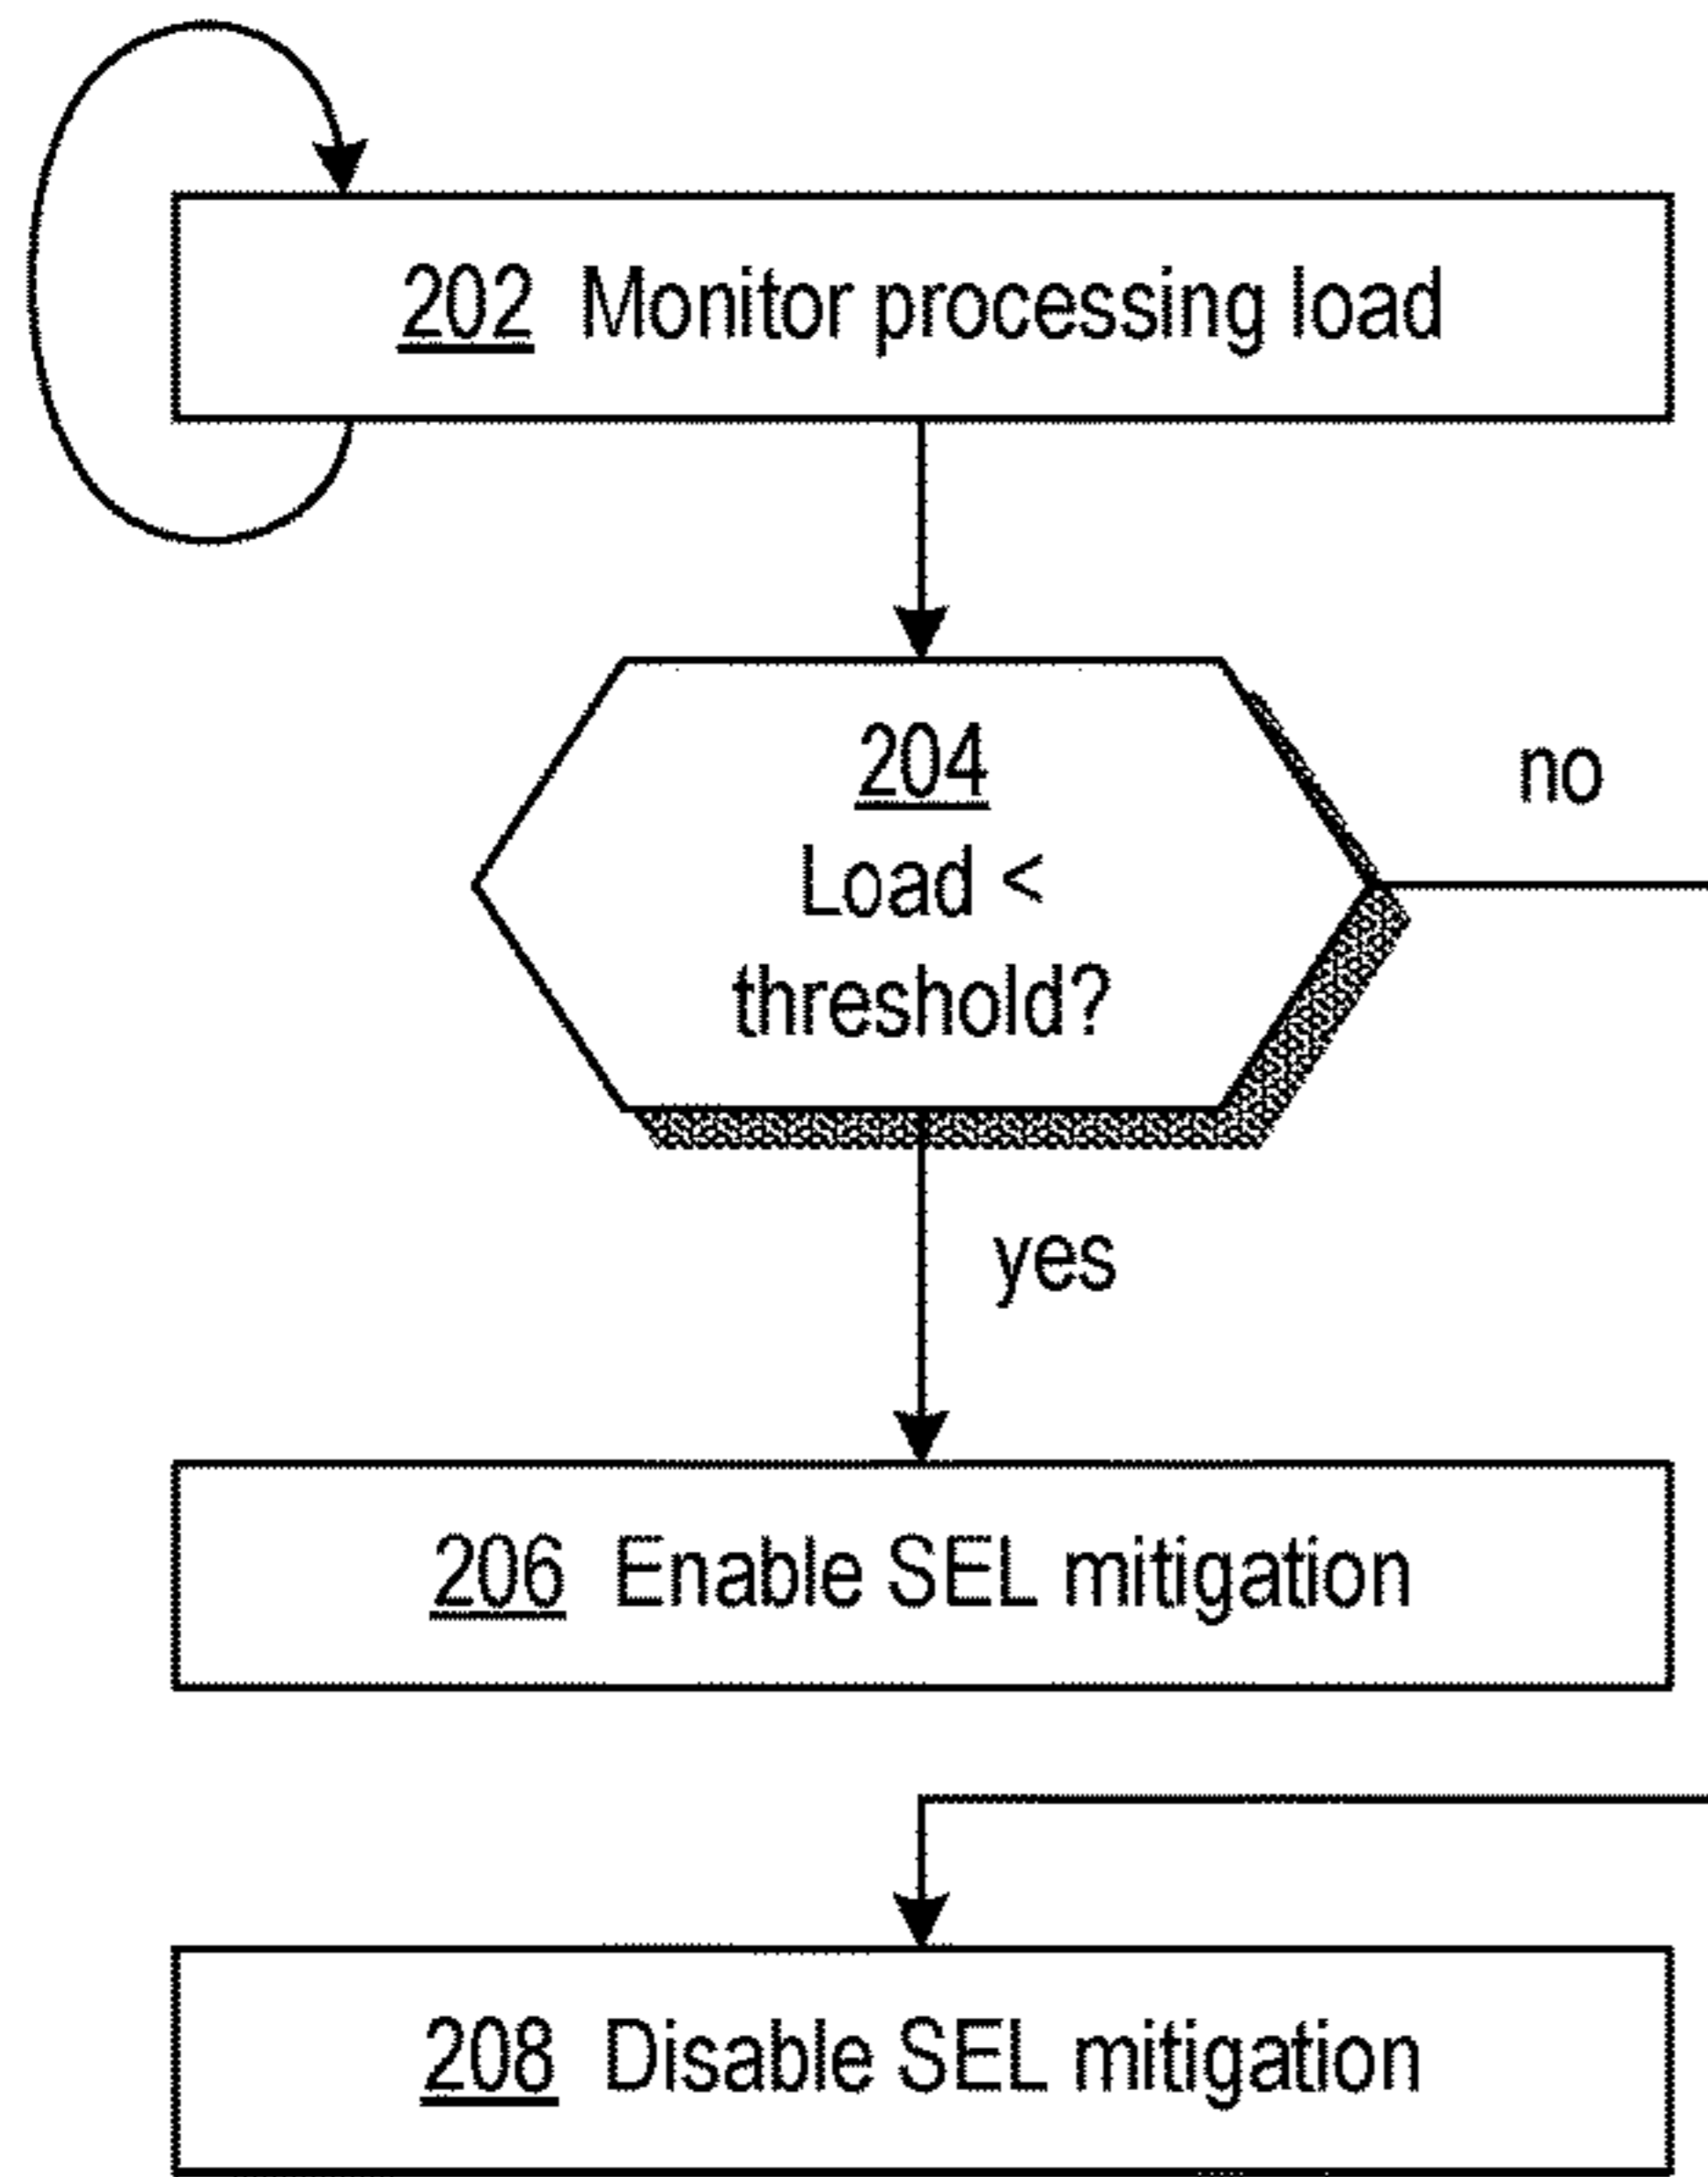 202 Monitor processing load
204
Load <
threshold?
no
yes
206 Enable SEL mitigation
208 Disable SEL mitigation